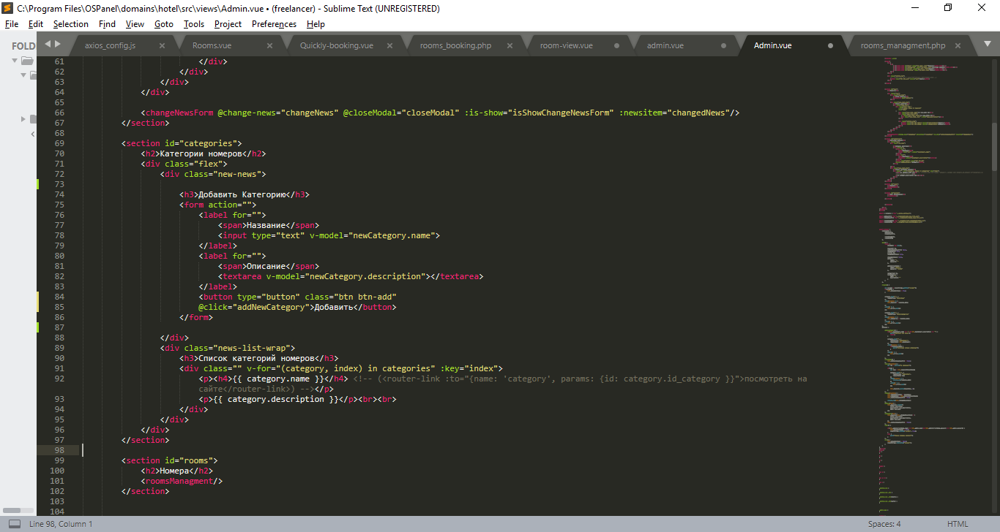 C:\Program Files\OSPanel\domains\hotel\src\views\Admin.vue • (freelancer) - Sublime Text (UNREGISTERED)
File Edit Selection Find View Goto Tools Project Preferences Help
FOLD
axios_config.js Rooms.vue Quickly-booking.vue rooms_booking.php room-view.vue admin.vue Admin.vue rooms_managment.php
61 </div>
62 </div>
63 </div>
64 </div>
65
66 <changeNewsForm @change-news="changeNews" @closeModal="closeModal" :is-show="isShowChangeNewsForm" :newsitem="changedNews"/>
67 </section>
68
69 <section id="categories">
70 <h2>Категории номеров</h2>
71 <div class="flex">
72 <div class="new-news">
73
74 <h3>Добавить Категорию</h3>
75 <form action="">
76 <label for="">
77 <span>Название</span>
78 <input type="text" v-model="newCategory.name">
79 </label>
80 <label for="">
81 <span>Описание</span>
82 <textarea v-model="newCategory.description"></textarea>
83 </label>
84 <button type="button" class="btn btn-add"
85 @click="addNewCategory">Добавить</button>
86 </form>
87
88 </div>
89 <div class="news-list-wrap">
90 <h3>Список категорий номеров</h3>
91 <div class="" v-for="(category, index) in categories" :key="index">
92 <p><h4>{{ category.name }}</h4> <!-- (<router-link :to="{name: 'category', params: {id: category.id_category }}">посмотреть на
сайте</router-link>) --></p>
93 <p>{{ category.description }}</p><br><br>
94 </div>
95 </div>
96 </div>
97 </section>
98
99 <section id="rooms">
100 <h2>Номера</h2>
101 <roomsManagment/>
102 </section>
103
104
Line 98, Column 1 Spaces: 4 HTML